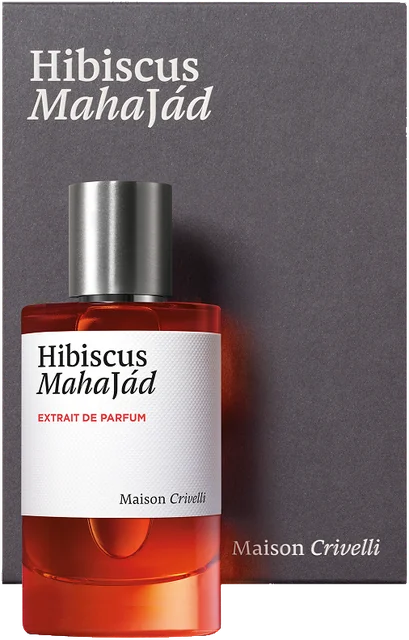 Hibiscus
MahaJád
Hibiscus
MahaJád
EXTRAIT DE PARFUM
Maison Crivelli
Maison Crivelli